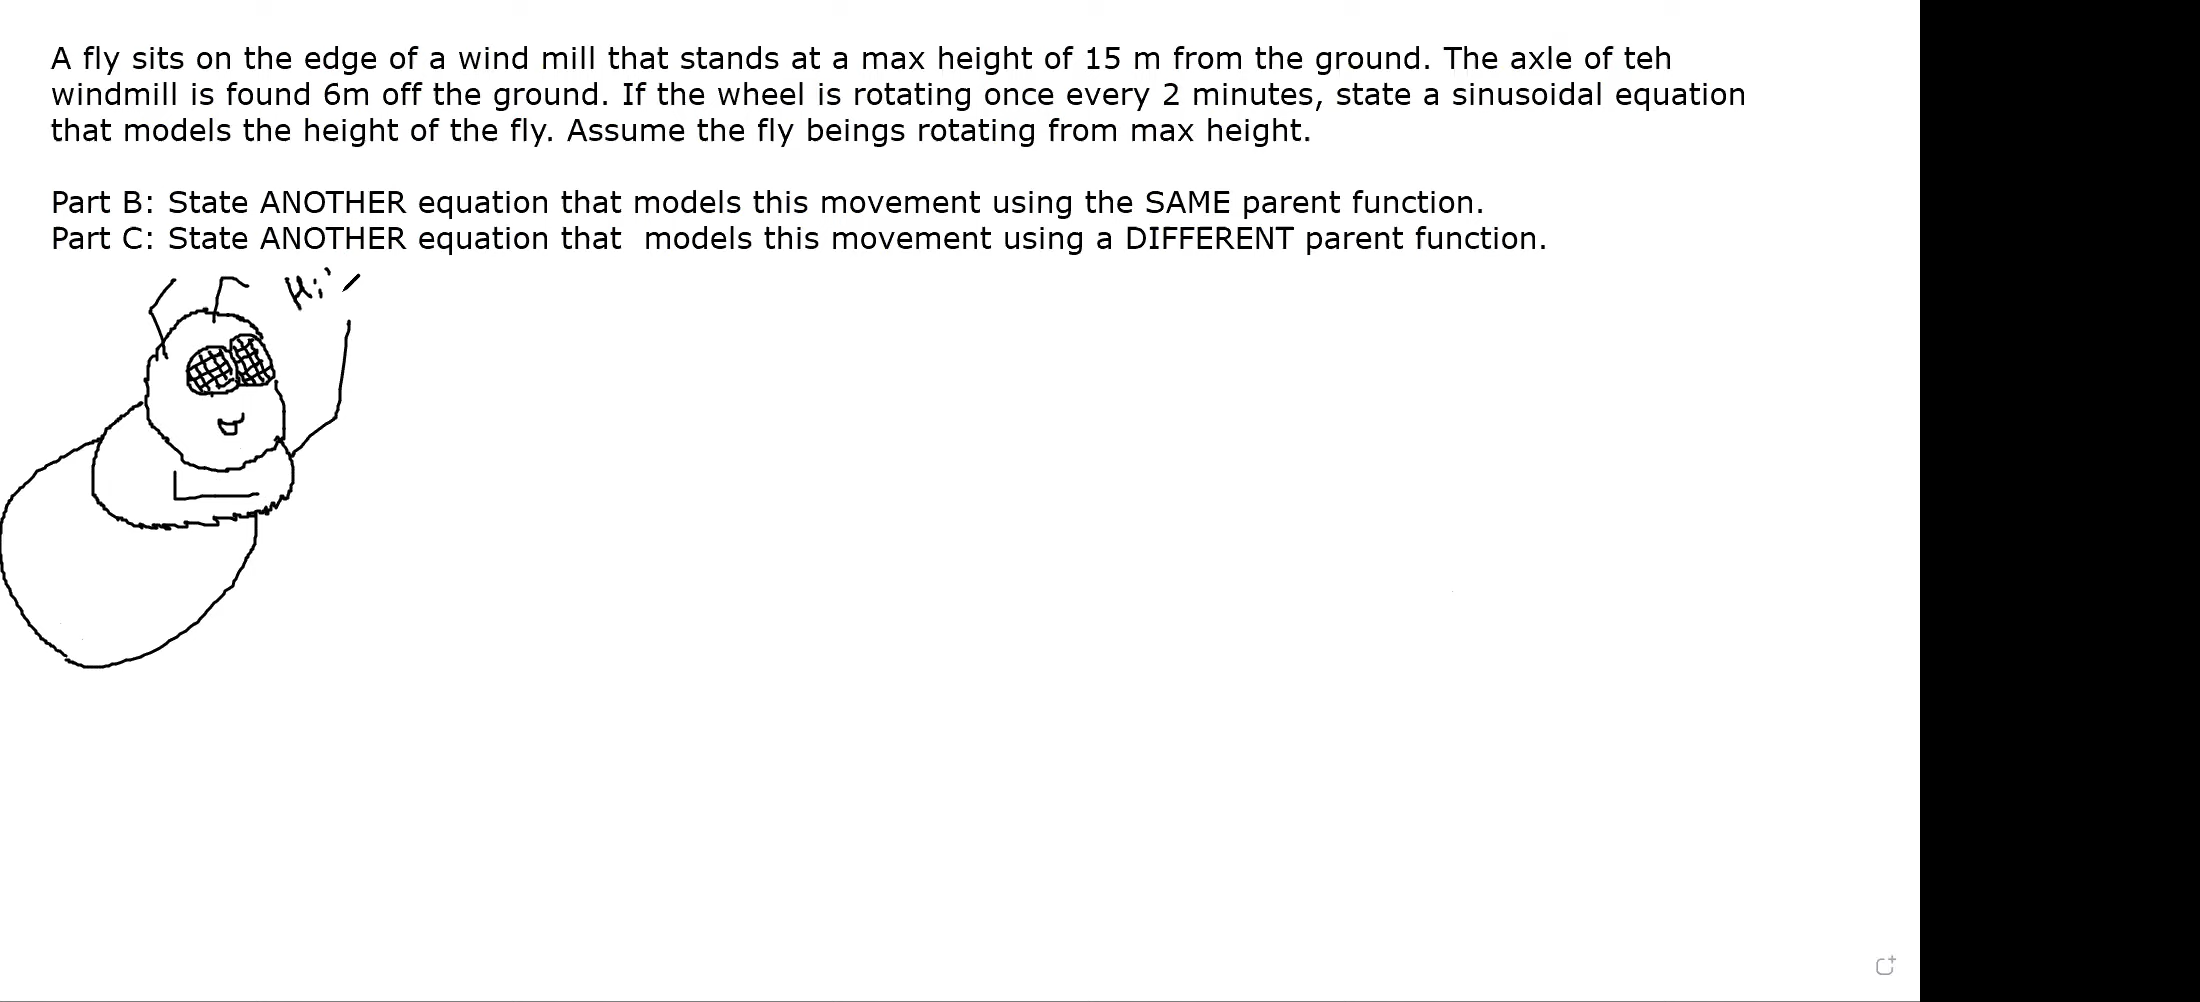 A fly sits on the edge of a wind mill that stands at a max height of 15 m from the ground. The axle of teh
windmill is found 6m off the ground. If the wheel is rotating once every 2 minutes, state a sinusoidal equation
that models the height of the fly. Assume the fly beings rotating from max height.
Part B: State ANOTHER equation that models this movement using the SAME parent function.
Part C: State ANOTHER equation that  models this movement using a DIFFERENT parent function.
Hi